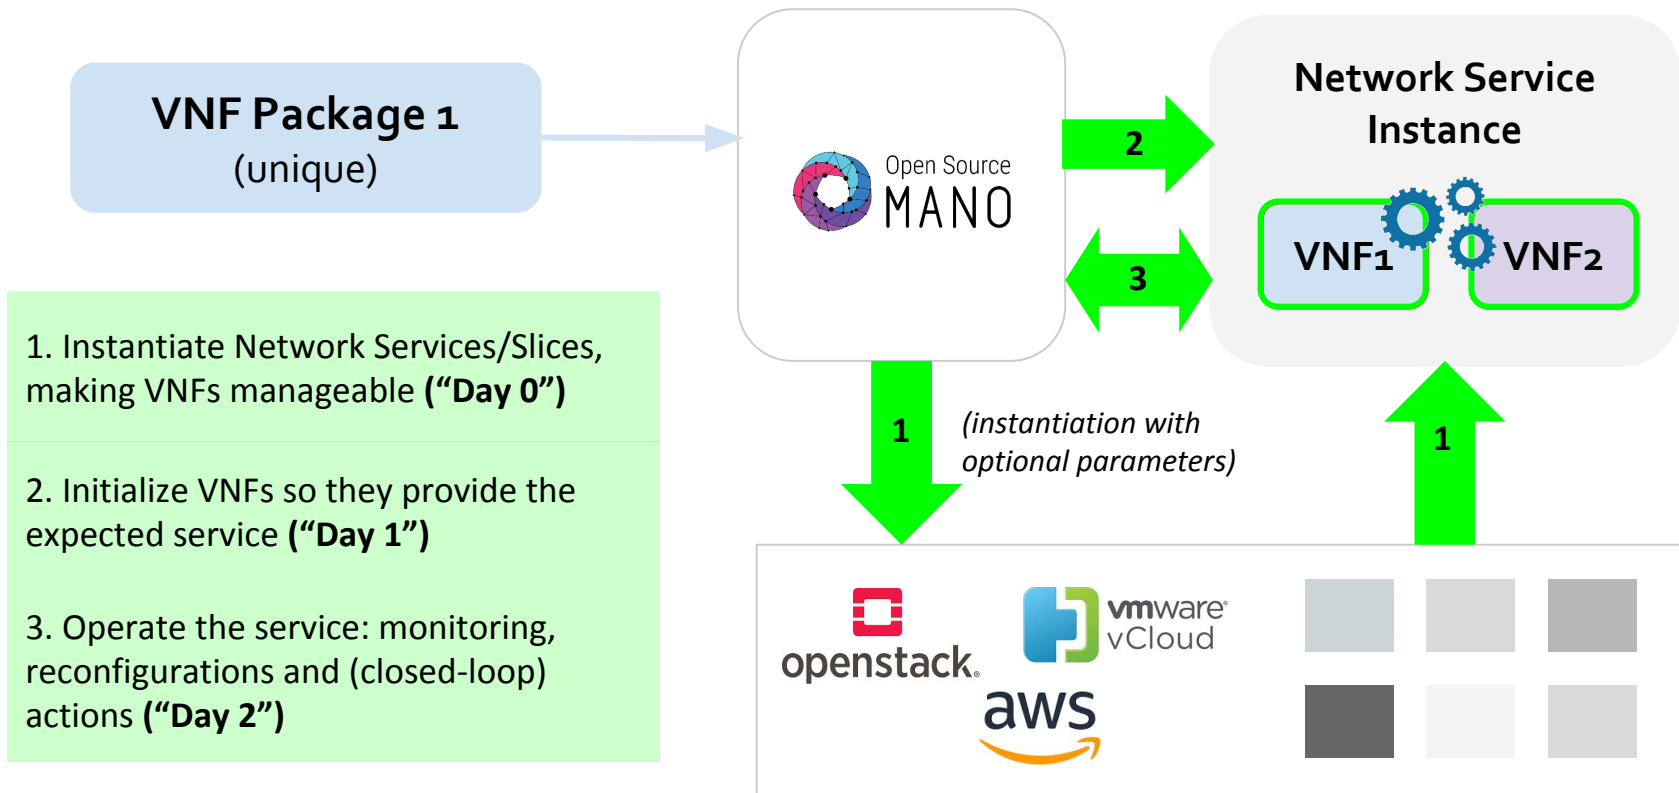 VNF Package 1
(unique)
Open Source
MANO
2
3
Network Service
Instance
VNF1
VNF2
1. Instantiate Network Services/Slices,
making VNFs manageable (“Day 0”)
2. Initialize VNFs so they provide the
expected service (“Day 1”)
3. Operate the service: monitoring,
reconfigurations and (closed-loop)
actions (“Day 2”)
1
(instantiation with
optional parameters)
1
openstack.
vmware®
vCloud
aws